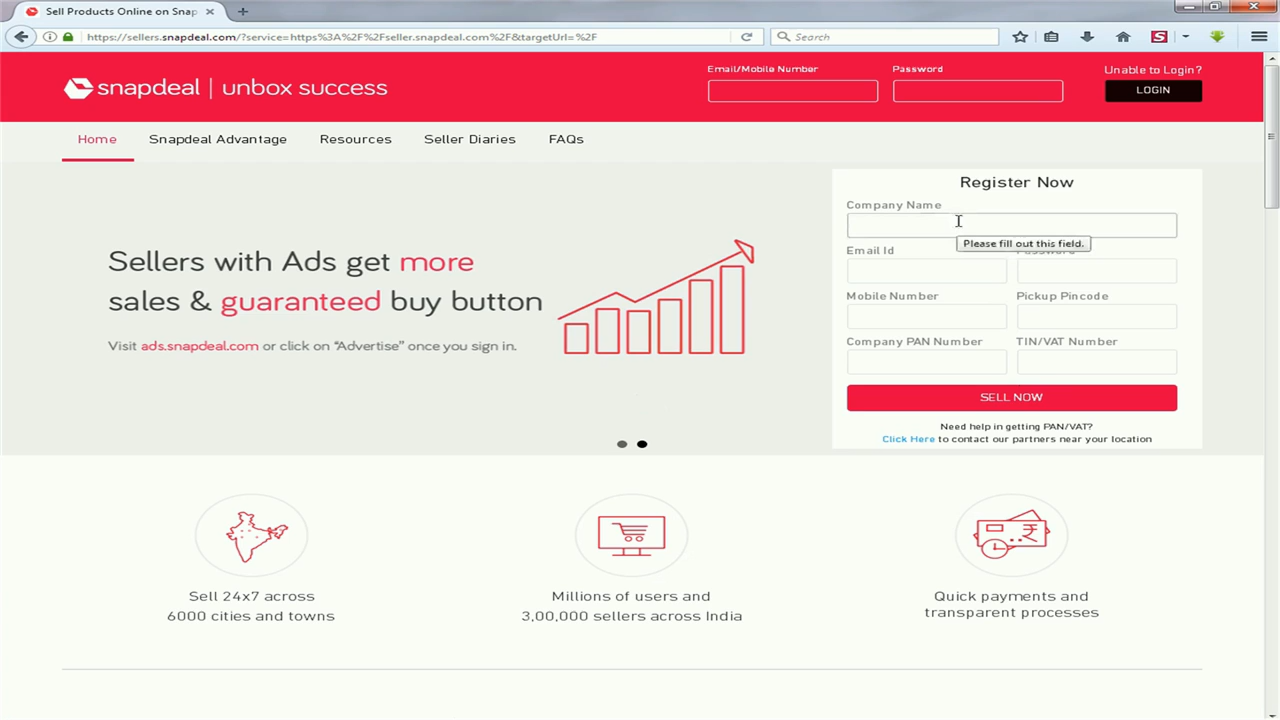 Sell Products Online on Snap
https://sellers.snapdeal.com/?service=https%3A%2F%2Fseller.snapdeal.com%2F&targetUrl=%2F
Search
snapdeal | unbox success
Email/Mobile Number
Password
Unable to Login?
LOGIN
Home
Snapdeal Advantage
Resources
Seller Diaries
FAQs
Sellers with Ads get more
sales & guaranteed buy button
Visit ads.snapdeal.com or click on “Advertise” once you sign in.
Register Now
Company Name
Please fill out this field.
Email Id
Mobile Number
Pickup Pincode
Company PAN Number
TIN/VAT Number
SELL NOW
Need help in getting PAN/VAT?
Click Here to contact our partners near your location
Sell 24x7 across
6000 cities and towns
Millions of users and
3,00,000 sellers across India
Quick payments and
transparent processes